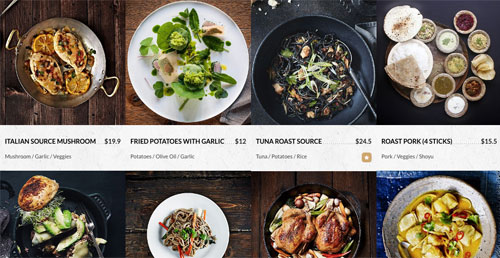 ITALIAN SOURCE MUSHROOM $19.9
Mushroom / Garlic / Veggies
FRIED POTATOES WITH GARLIC $12
Potatoes / Olive Oil / Garlic
TUNA ROAST SOURCE $24.5
Tuna / Potatoes / Rice
ROAST PORK (4 STICKS) $15.5
Pork / Veggies / Shoyu